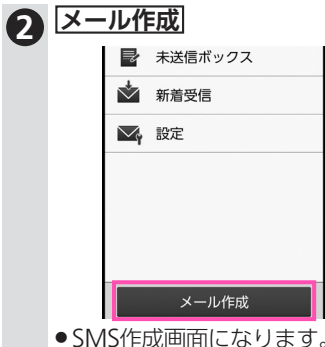 2 メール作成
未送信ボックス
新着受信
設定
メール作成
●SMS作成画面になります。